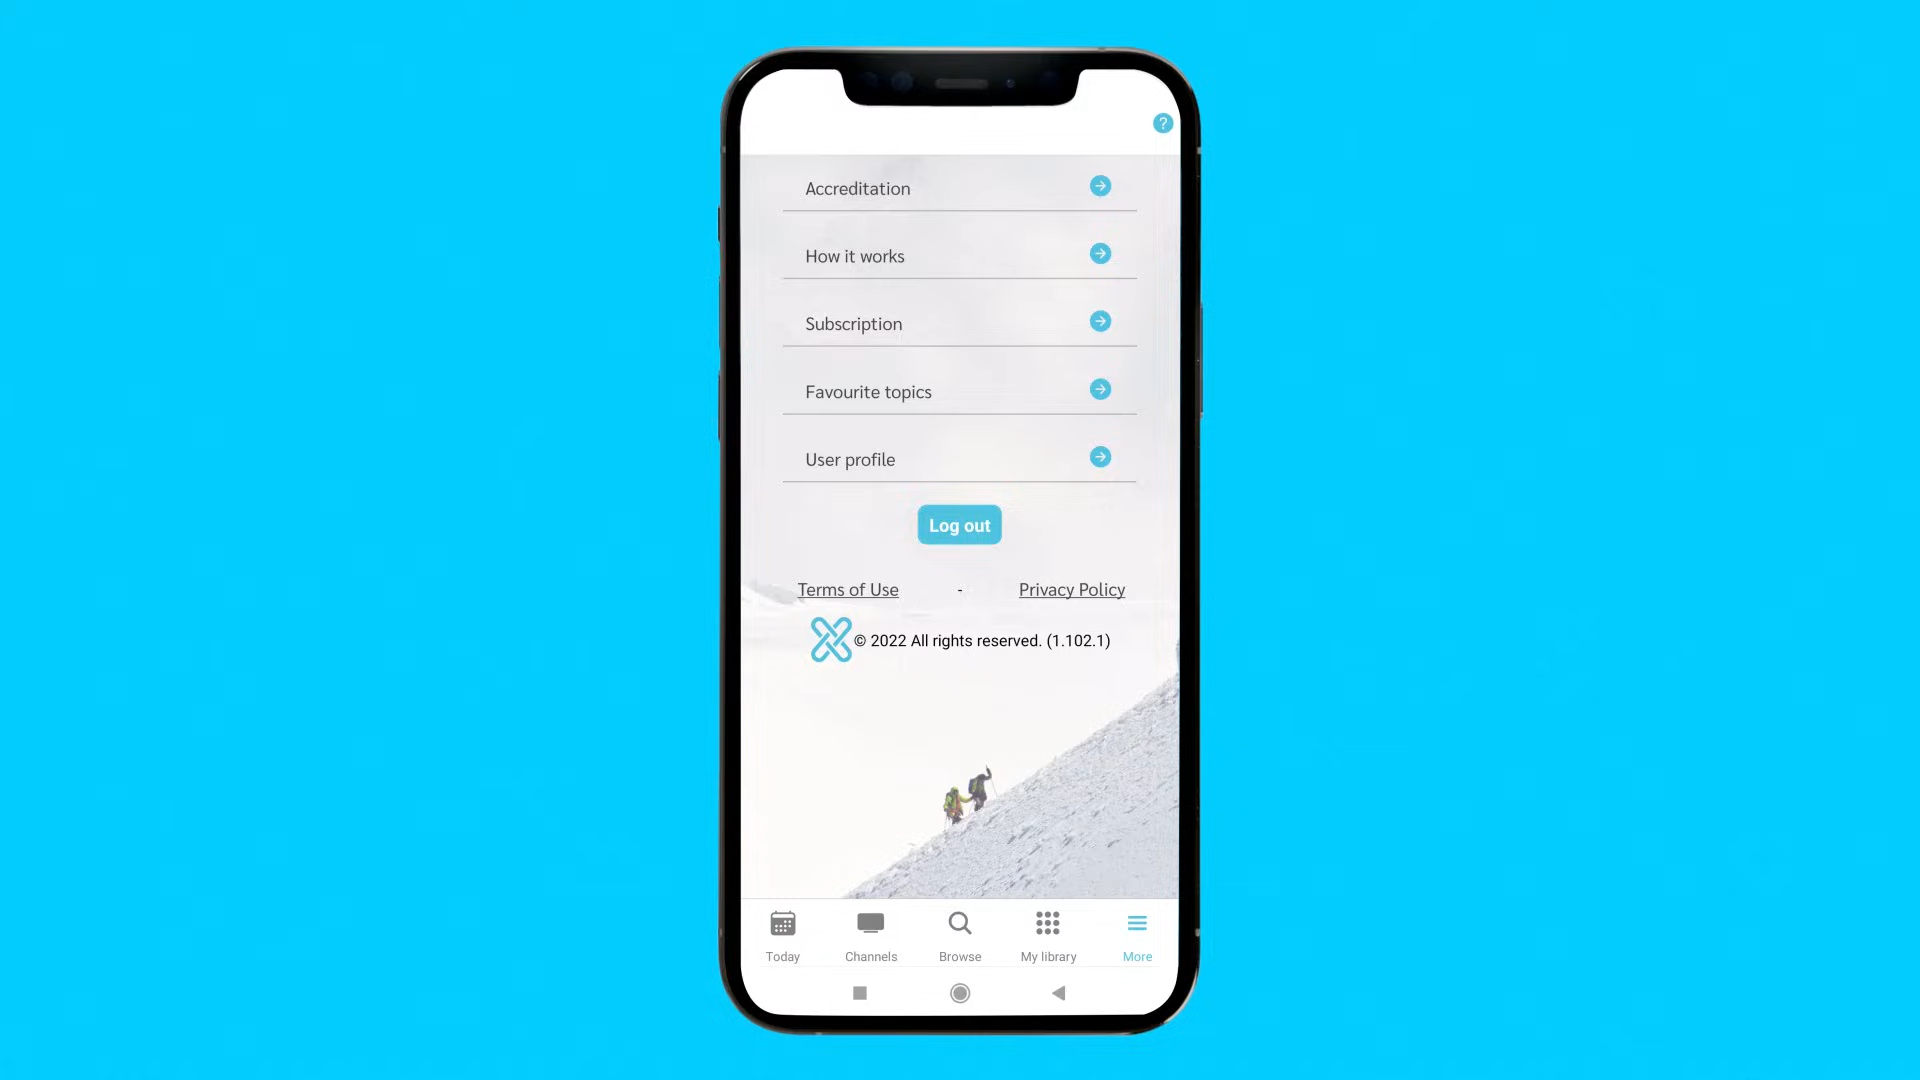 ?
Accreditation
How it works
Subscription
Favourite topics
User profile
Log out
Terms of Use - Privacy Policy
© 2022 All rights reserved. (1.102.1)
Today Channels Browse My library More